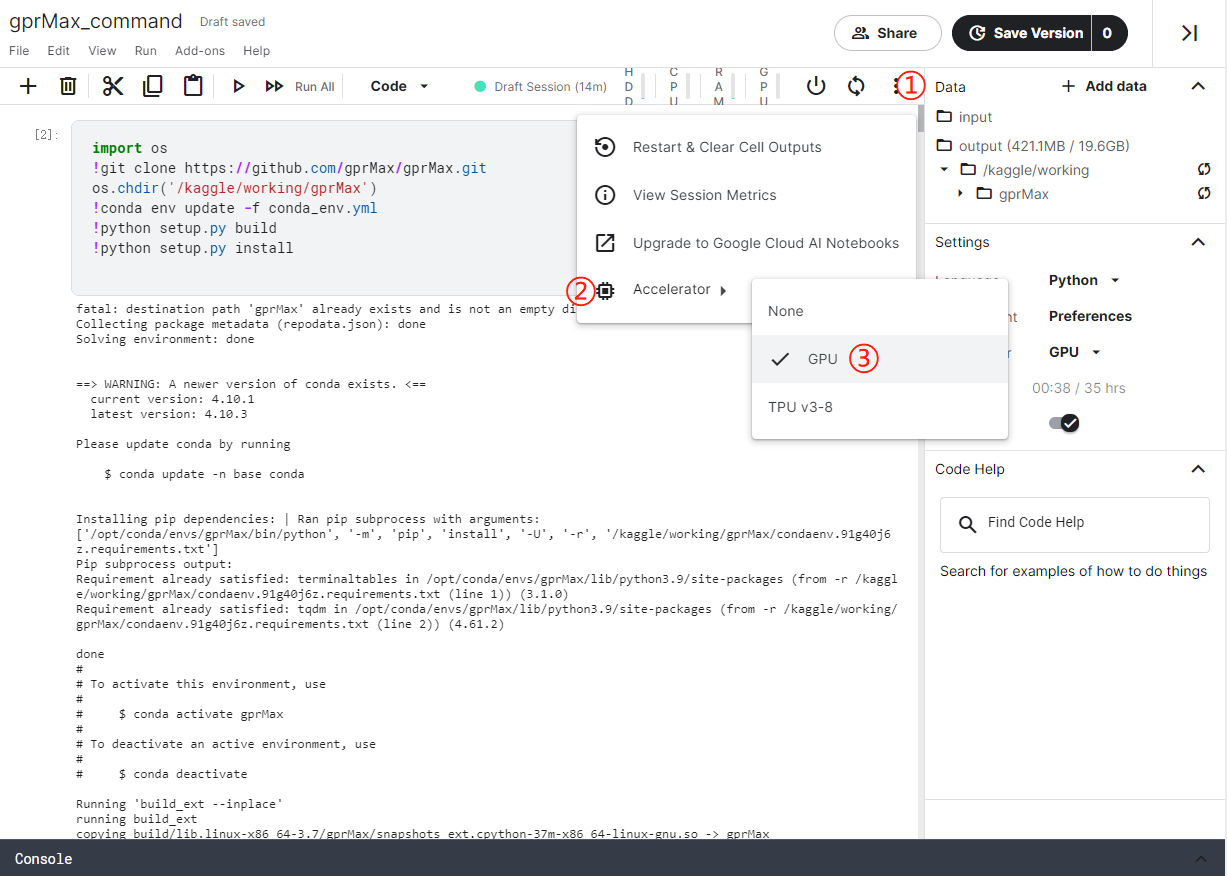 gprMax_command Draft saved
File Edit View Run Add-ons Help
Share
Save Version 0
Run All
Code
Draft Session (14m)
HDD
CPU
RAM
GPU
①
[2]:
import os
!git clone https://github.com/gprMax/gprMax.git
os.chdir('/kaggle/working/gprMax')
!conda env update -f conda_env.yml
!python setup.py build
!python setup.py install
Restart & Clear Cell Outputs
View Session Metrics
Upgrade to Google Cloud AI Notebooks
② Accelerator
None
GPU ③
TPU v3-8
fatal: destination path 'gprMax' already exists and is not an empty di
Collecting package metadata (repodata.json): done
Solving environment: done
==> WARNING: A newer version of conda exists. <==
current version: 4.10.1
latest version: 4.10.3
Please update conda by running
$ conda update -n base conda
Installing pip dependencies: | Ran pip subprocess with arguments:
['/opt/conda/envs/gprMax/bin/python', '-m', 'pip', 'install', '-U', '-r', '/kaggle/working/gprMax/condaenv.91g40j6
z.requirements.txt']
Pip subprocess output:
Requirement already satisfied: terminaltables in /opt/conda/envs/gprMax/lib/python3.9/site-packages (from -r /kaggl
e/working/gprMax/condaenv.91g40j6z.requirements.txt (line 1)) (3.1.0)
Requirement already satisfied: tqdm in /opt/conda/envs/gprMax/lib/python3.9/site-packages (from -r /kaggle/working/
gprMax/condaenv.91g40j6z.requirements.txt (line 2)) (4.61.2)
done
#
# To activate this environment, use
#
# $ conda activate gprMax
#
# To deactivate an active environment, use
#
# $ conda deactivate
Running 'build_ext --inplace'
running build_ext
copying build/lib.linux-x86_64-3.7/gprMax/snapshots_ext.cpython-37m-x86_64-linux-gnu.so -> gprMax
Data
Add data
input
output (421.1MB / 19.6GB)
/kaggle/working
gprMax
Settings
Python
Preferences
GPU
00:38 / 35 hrs
Code Help
Find Code Help
Search for examples of how to do things
Console